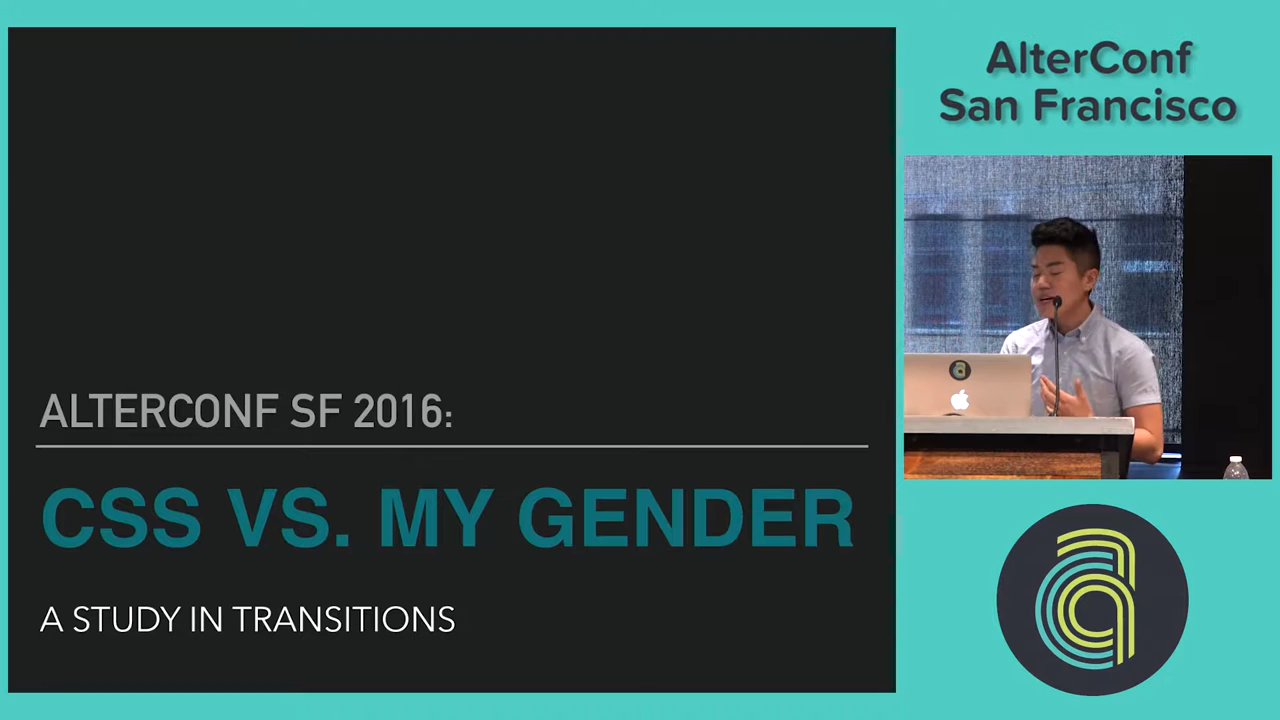 ALTERCONF SF 2016:
CSS VS. MY GENDER
A STUDY IN TRANSITIONS
AlterConf
San Francisco